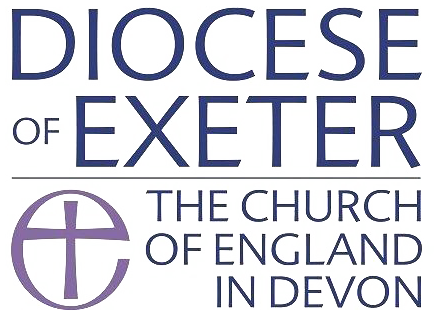 DIOCESE
OF EXETER
THE CHURCH
OF ENGLAND
IN DEVON